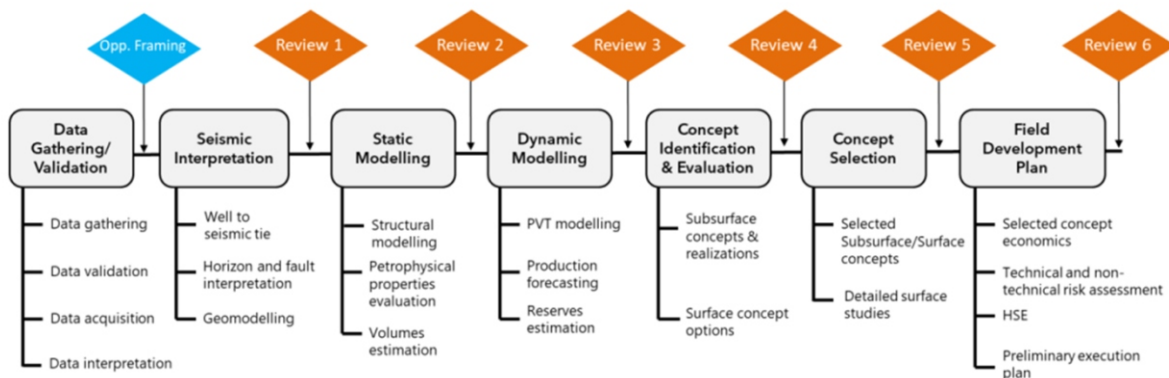 Opp. Framing
Review 1
Review 2
Review 3
Review 4
Review 5
Review 6
Data
Gathering/
Validation
Seismic
Interpretation
Static
Modelling
Dynamic
Modelling
Concept
Identification
& Evaluation
Concept
Selection
Field
Development
Plan
Data gathering
Data validation
Data acquisition
Data interpretation
Well to
seismic tie
Horizon and fault
interpretation
Geomodelling
Structural
modelling
Petrophysical
properties
evaluation
Volumes
estimation
PVT modelling
Production
forecasting
Reserves
estimation
Subsurface
concepts &
realizations
Surface concept
options
Selected
Subsurface/Surface
concepts
Detailed surface
studies
Selected concept
economics
Technical and non-
technical risk assessment
HSE
Preliminary execution
plan